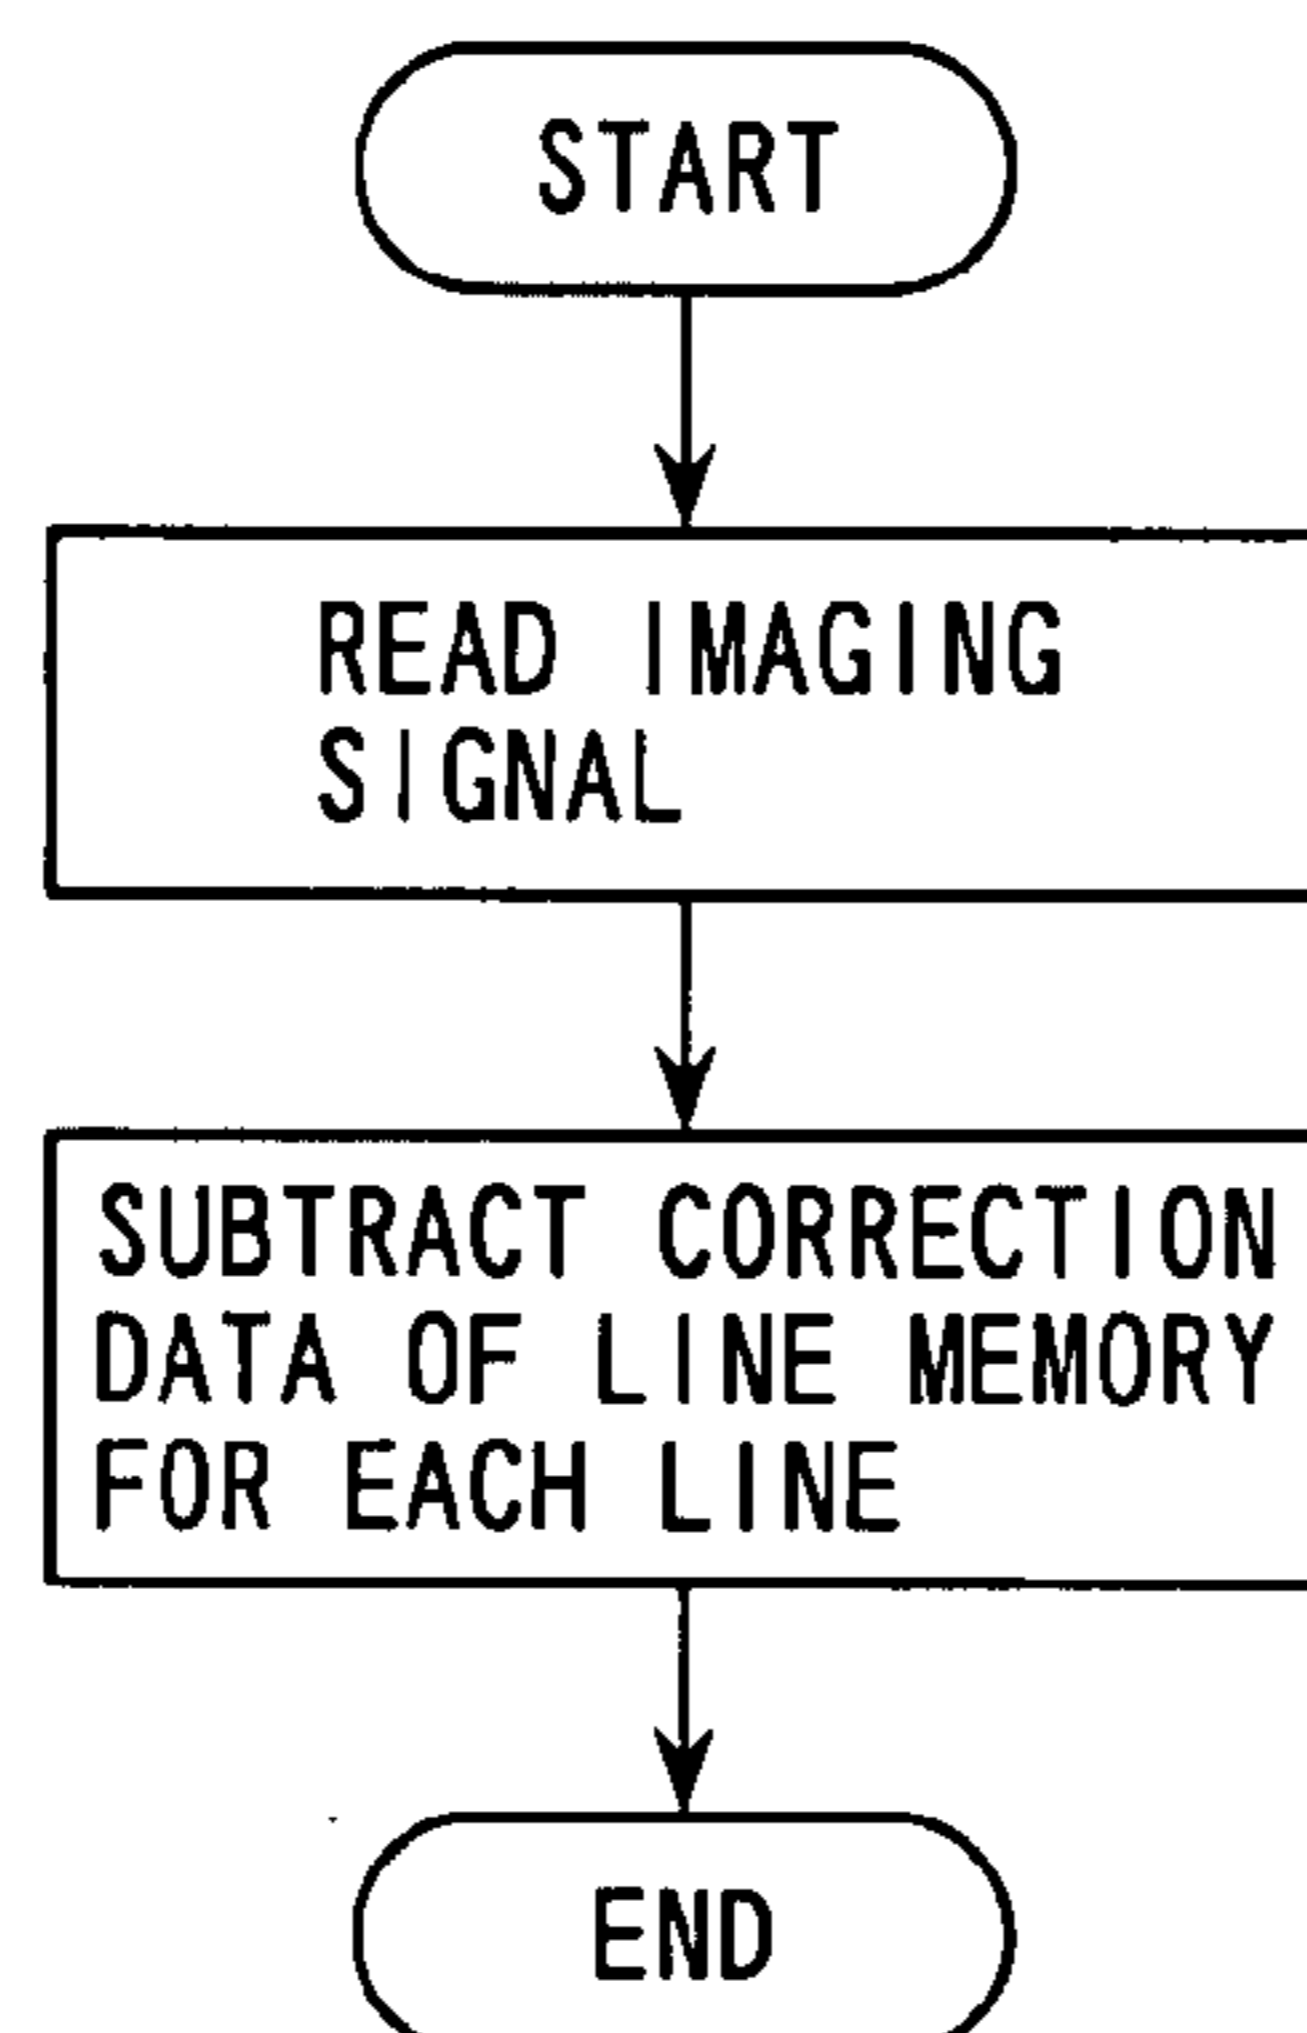 START
READ IMAGING
SIGNAL
SUBTRACT CORRECTION
DATA OF LINE MEMORY
FOR EACH LINE
END